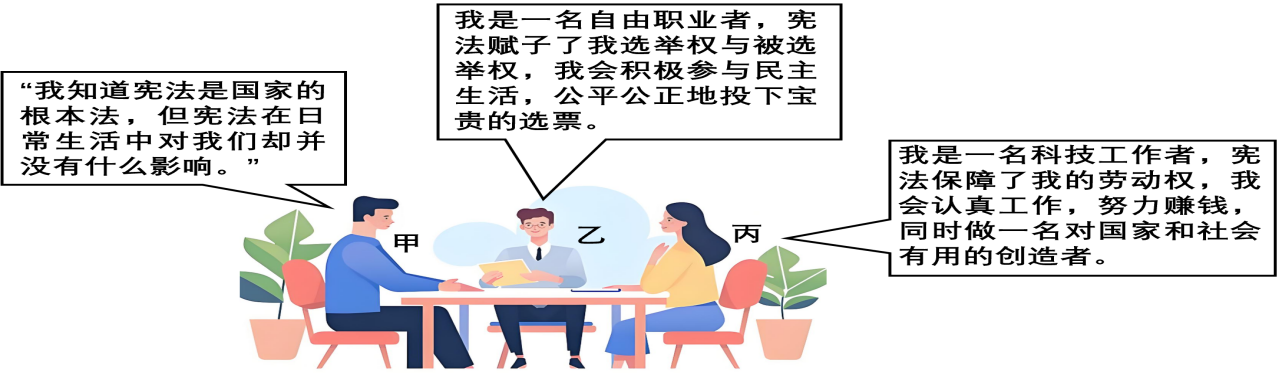 “我知道宪法是国家的
根本法，但宪法在日
常生活中对我们却并
没有什么影响。”
我是一名自由职业者，宪
法赋子了我选举权与被选
举权，我会积极参与民主
生活，公平公正地投下宝
贵的选票。
我是一名科技工作者，宪
法保障了我的劳动权，我
会认真工作，努力赚钱，
同时做一名对国家和社会
有用的创造者。
甲
乙
丙